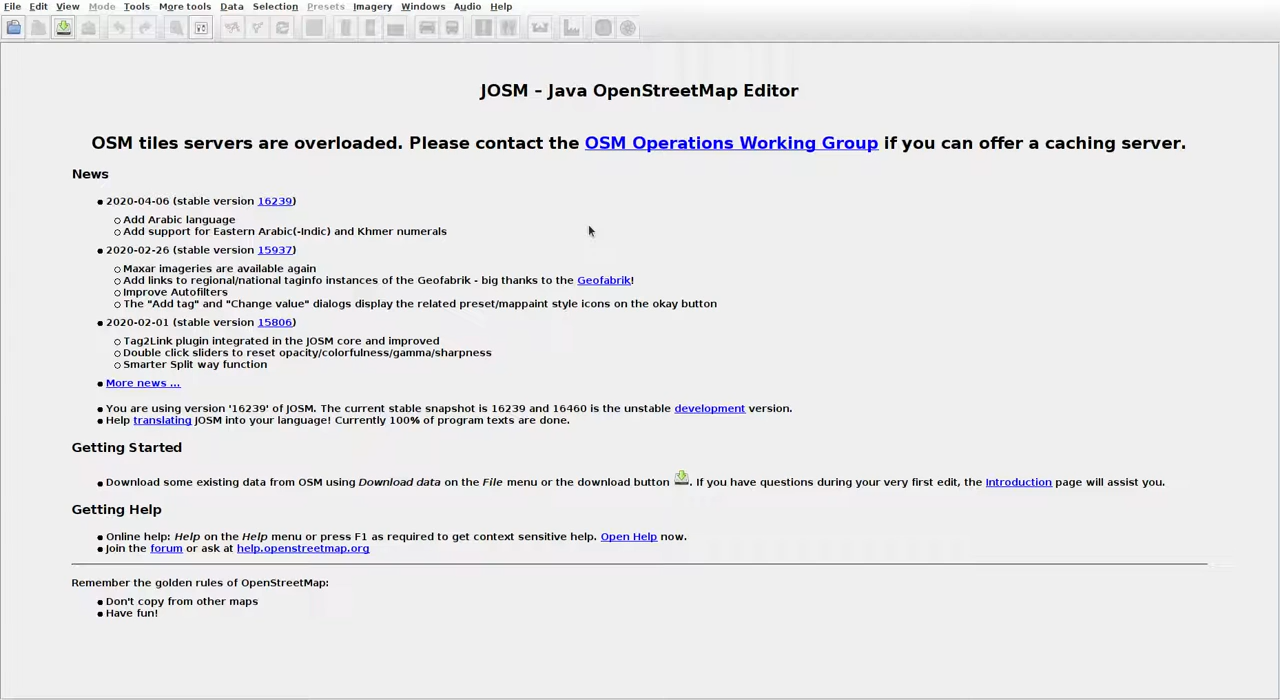 File Edit View Mode Tools More tools Data Selection Presets Imagery Windows Audio Help
JOSM – Java OpenStreetMap Editor
OSM tiles servers are overloaded. Please contact the OSM Operations Working Group if you can offer a caching server.
News
2020-04-06 (stable version 16239)
Add Arabic language
Add support for Eastern Arabic(-Indic) and Khmer numerals
2020-02-26 (stable version 15937)
Maxar imageries are available again
Add links to regional/national taginfo instances of the Geofabrik - big thanks to the Geofabrik!
Improve Autofilters
The "Add tag" and "Change value" dialogs display the related preset/mappaint style icons on the okay button
2020-02-01 (stable version 15806)
Tag2Link plugin integrated in the JOSM core and improved
Double click sliders to reset opacity/colorfulness/gamma/sharpness
Smarter Split way function
More news ...
You are using version '16239' of JOSM. The current stable snapshot is 16239 and 16460 is the unstable development version.
Help translating JOSM into your language! Currently 100% of program texts are done.
Getting Started
Download some existing data from OSM using Download data on the File menu or the download button . If you have questions during your very first edit, the Introduction page will assist you.
Getting Help
Online help: Help on the Help menu or press F1 as required to get context sensitive help. Open Help now.
Join the forum or ask at help.openstreetmap.org
Remember the golden rules of OpenStreetMap:
Don't copy from other maps
Have fun!